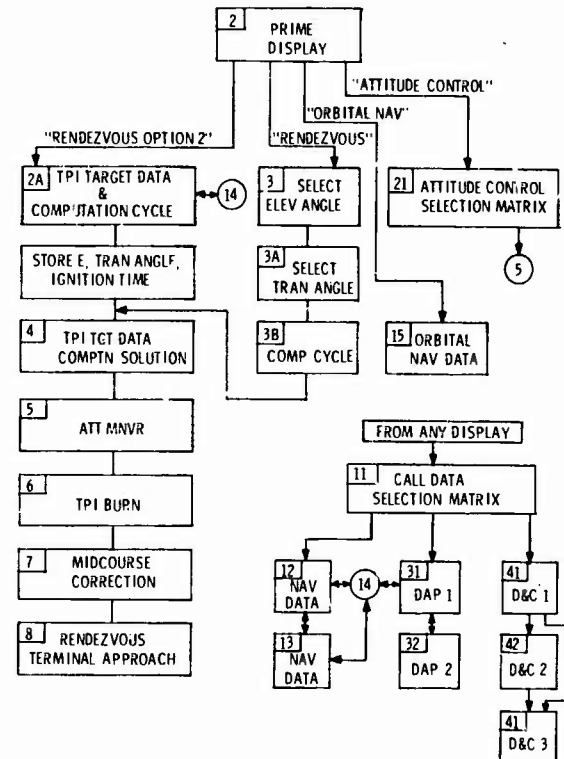 2
PRIME
DISPLAY
"ATTITUDE CONTROL"
"ORBITAL NAV"
"RENDEZVOUS OPTION 2"
"RENDEZVOUS"
2A
TPI TARGET DATA
&
COMPUTATION CYCLE
14
3
SELECT
ELEV ANGLE
21
ATTITUDE CONTROL
SELECTION MATRIX
5
STORE E, TRAN ANGLE,
IGNITION TIME
3A
SELECT
TRAN ANGLE
4
TPI TGT DATA
COMPTN SOLUTION
3B
COMP CYCLE
15
ORBITAL
NAV DATA
5
ATT MNVR
FROM ANY DISPLAY
6
TPI BURN
11
CALL DATA
SELECTION MATRIX
7
MIDCOURSE
CORRECTION
12
NAV
DATA
14
31
DAP 1
41
D&C 1
8
RENDEZVOUS
TERMINAL APPROACH
13
NAV
DATA
32
DAP 2
42
D&C 2
41
D&C 3